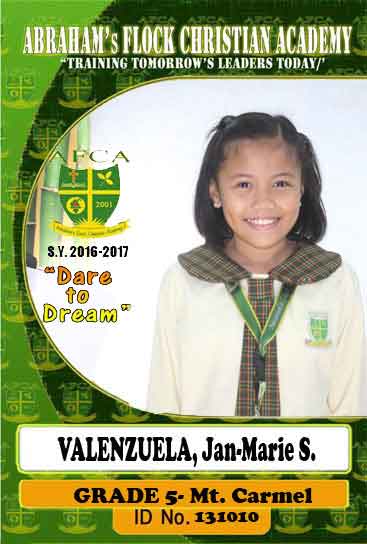 ABRAHAM's FLOCK CHRISTIAN ACADEMY
"TRAINING TOMORROW'S LEADERS TODAY/'
AFCA
2001
S.Y. 2016-2017
"Dare
to
Dream"
VALENZUELA, Jan-Marie S.
GRADE 5- Mt. Carmel
ID No. 131010